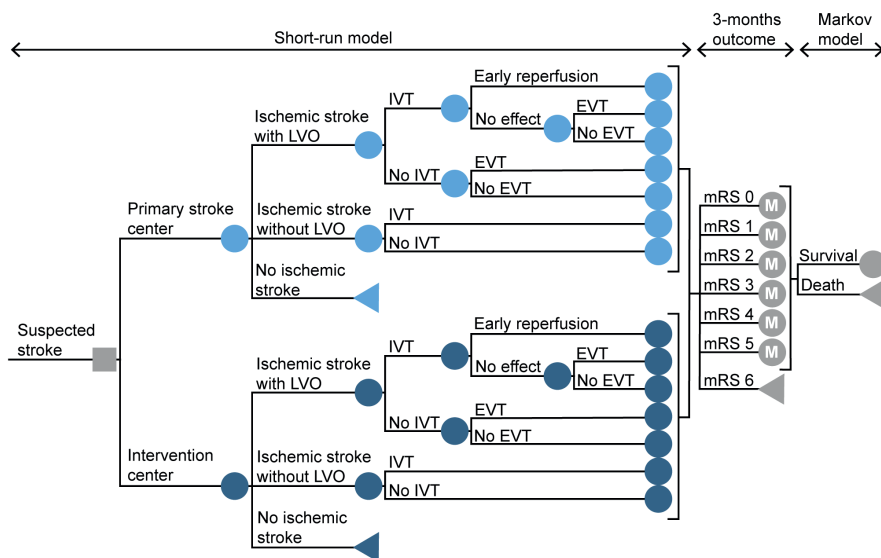 Short-run model
3-months
outcome
Markov
model
Suspected
stroke
Primary stroke
center
Ischemic stroke
with LVO
IVT
Early reperfusion
No effect
EVT
No EVT
No IVT
EVT
No EVT
Ischemic stroke
without LVO
IVT
No IVT
No ischemic
stroke
Intervention
center
Ischemic stroke
with LVO
IVT
Early reperfusion
No effect
EVT
No EVT
No IVT
EVT
No EVT
Ischemic stroke
without LVO
IVT
No IVT
No ischemic
stroke
mRS 0 M
mRS 1 M
mRS 2 M
mRS 3 M
mRS 4 M
mRS 5 M
mRS 6
Survival
Death